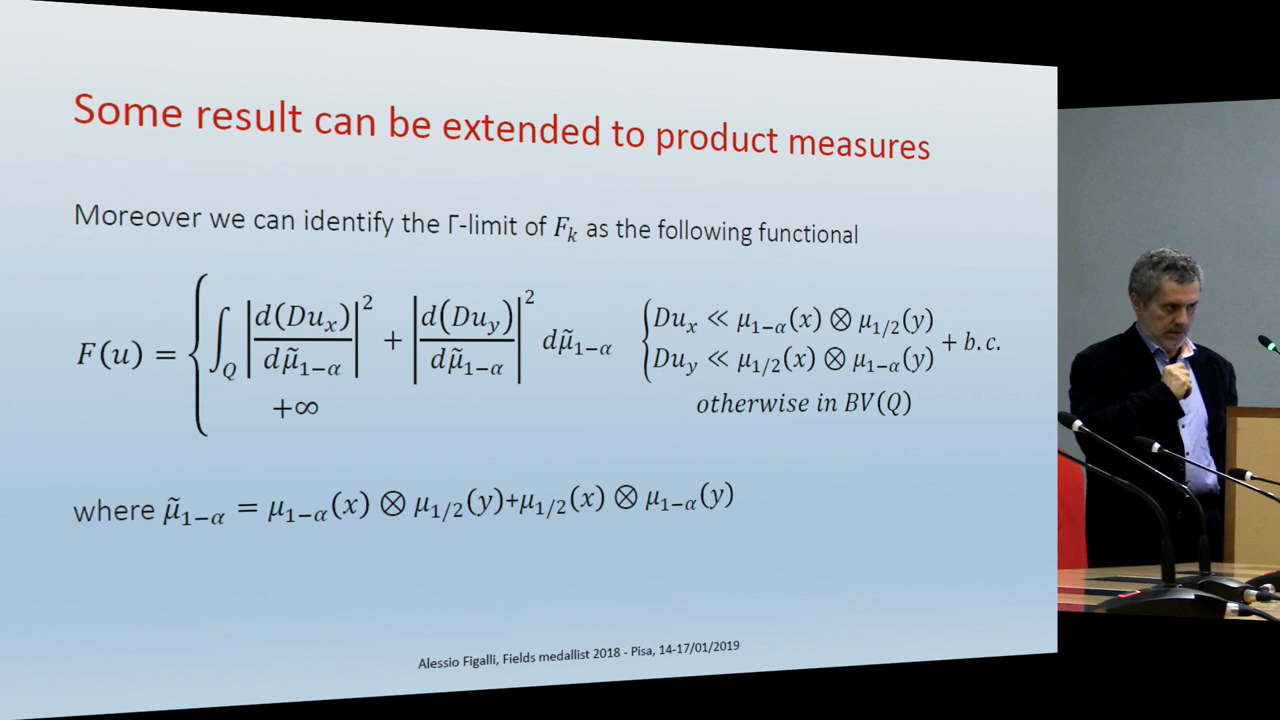 Some result can be extended to product measures
Moreover we can identify the Γ-limit of F_k as the following functional
F(u) = { ∫_Q |d(Du_x)/dμ̃_{1−α}|² + |d(Du_y)/dμ̃_{1−α}|² dμ̃_{1−α} { Du_x ≪ μ_{1−α}(x) ⊗ μ_{1/2}(y)
Du_y ≪ μ_{1/2}(x) ⊗ μ_{1−α}(y) + b.c.
+∞ otherwise in BV(Q)
where μ̃_{1−α} = μ_{1−α}(x) ⊗ μ_{1/2}(y)+μ_{1/2}(x) ⊗ μ_{1−α}(y)
Alessio Figalli, Fields medallist 2018 - Pisa, 14-17/01/2019